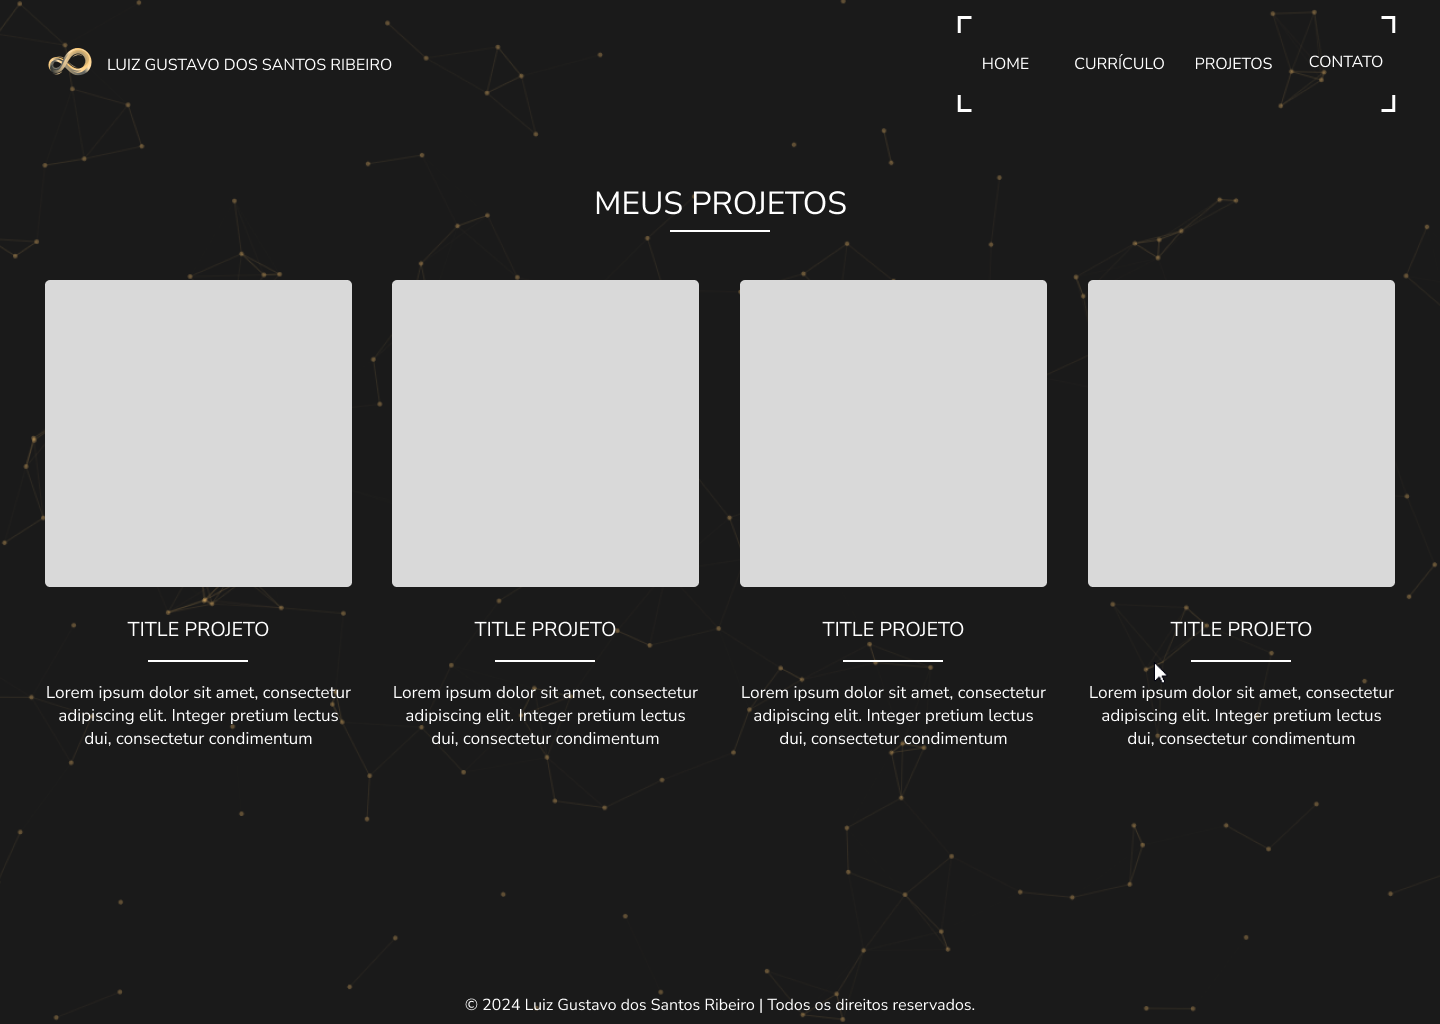 LUIZ GUSTAVO DOS SANTOS RIBEIRO
HOME CURRÍCULO PROJETOS CONTATO
MEUS PROJETOS
TITLE PROJETO
Lorem ipsum dolor sit amet, consectetur
adipiscing elit. Integer pretium lectus
dui, consectetur condimentum
TITLE PROJETO
Lorem ipsum dolor sit amet, consectetur
adipiscing elit. Integer pretium lectus
dui, consectetur condimentum
TITLE PROJETO
Lorem ipsum dolor sit amet, consectetur
adipiscing elit. Integer pretium lectus
dui, consectetur condimentum
TITLE PROJETO
Lorem ipsum dolor sit amet, consectetur
adipiscing elit. Integer pretium lectus
dui, consectetur condimentum
© 2024 Luiz Gustavo dos Santos Ribeiro | Todos os direitos reservados.